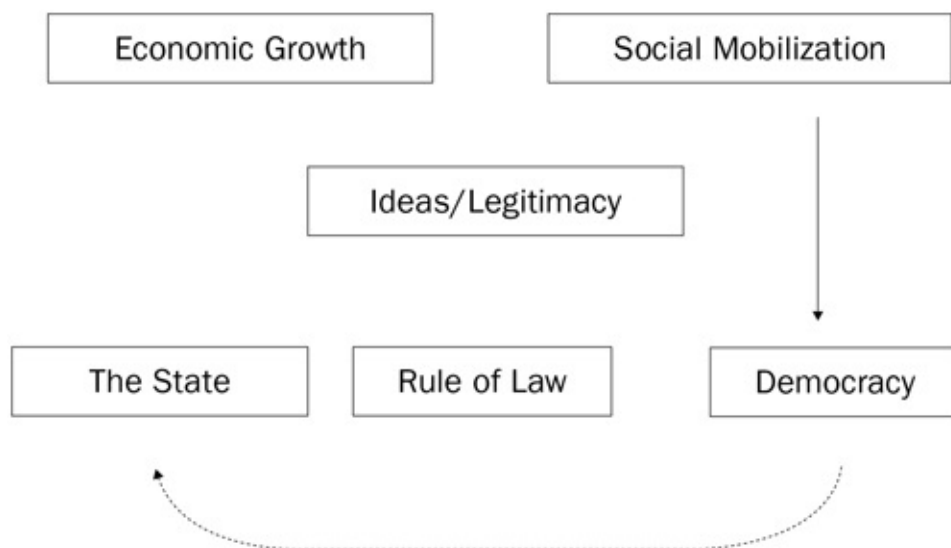 Economic Growth
Social Mobilization
Ideas/Legitimacy
The State
Rule of Law
Democracy